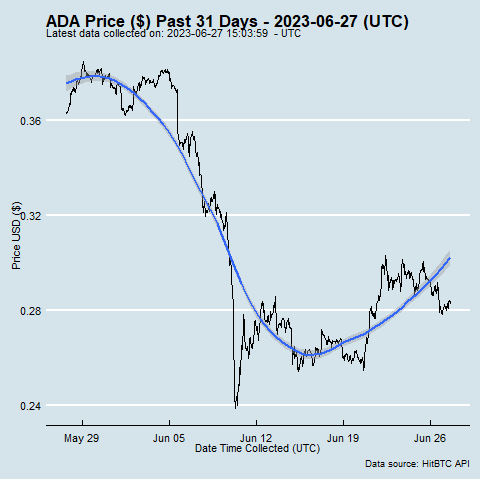 ADA Price ($) Past 31 Days - 2023-06-27 (UTC)
Latest data collected on: 2023-06-27 15:03:59 - UTC
Price USD ($)
0.36
0.32
0.28
0.24
May 29 Jun 05 Jun 12 Jun 19 Jun 26
Date Time Collected (UTC)
Data source: HitBTC API